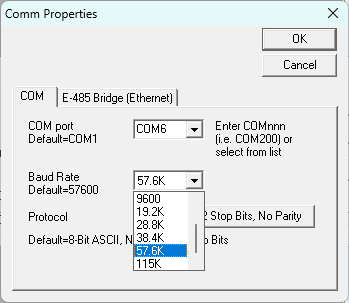 Comm Properties
OK
Cancel
COM
E-485 Bridge (Ethernet)
COM port
Default=COM1
COM6
Enter COMnnn
(i.e. COM200) or
select from list
Baud Rate
Default=57600
57.6K
9600
19.2K
28.8K
38.4K
57.6K
115K
Protocol
2 Stop Bits, No Parity
Default=8-Bit ASCII, N
p Bits